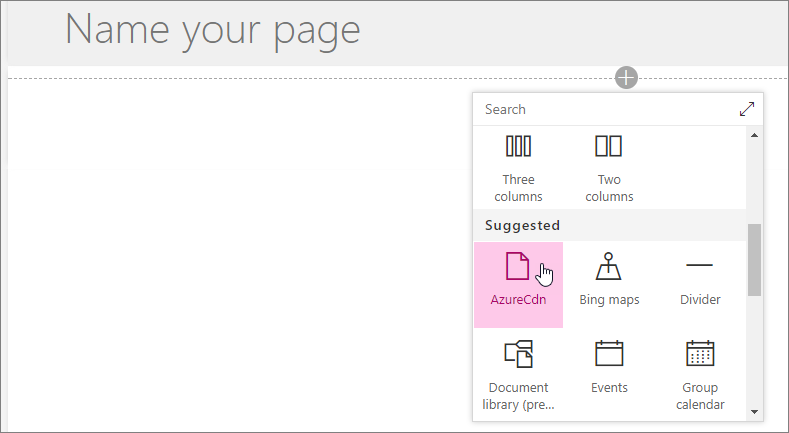 Name your page
Search
Three
columns
Two
columns
Suggested
AzureCdn
Bing maps
Divider
Document
library (pre...
Events
Group
calendar